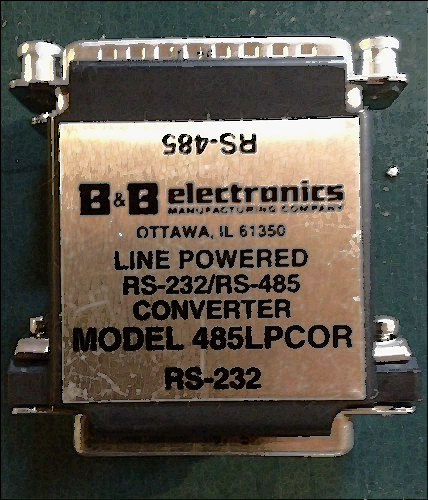 RS-485
B&B electronics
MANUFACTURING COMPANY
OTTAWA, IL 61350
LINE POWERED
RS-232/RS-485
CONVERTER
MODEL 485LPCOR
RS-232